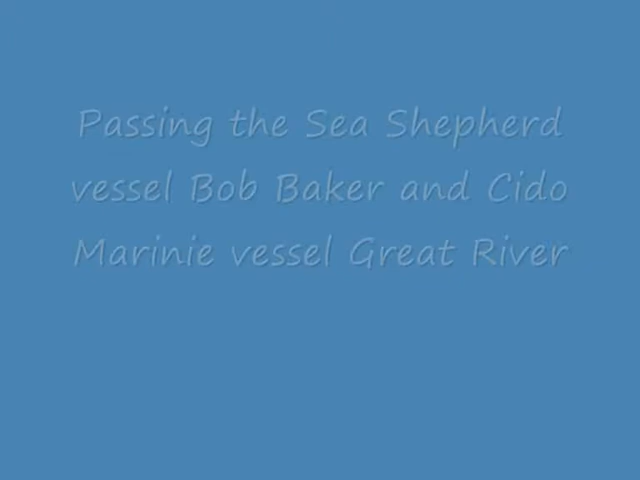 Passing the Sea Shepherd
vessel Bob Baker and Cido
Marinie vessel Great River